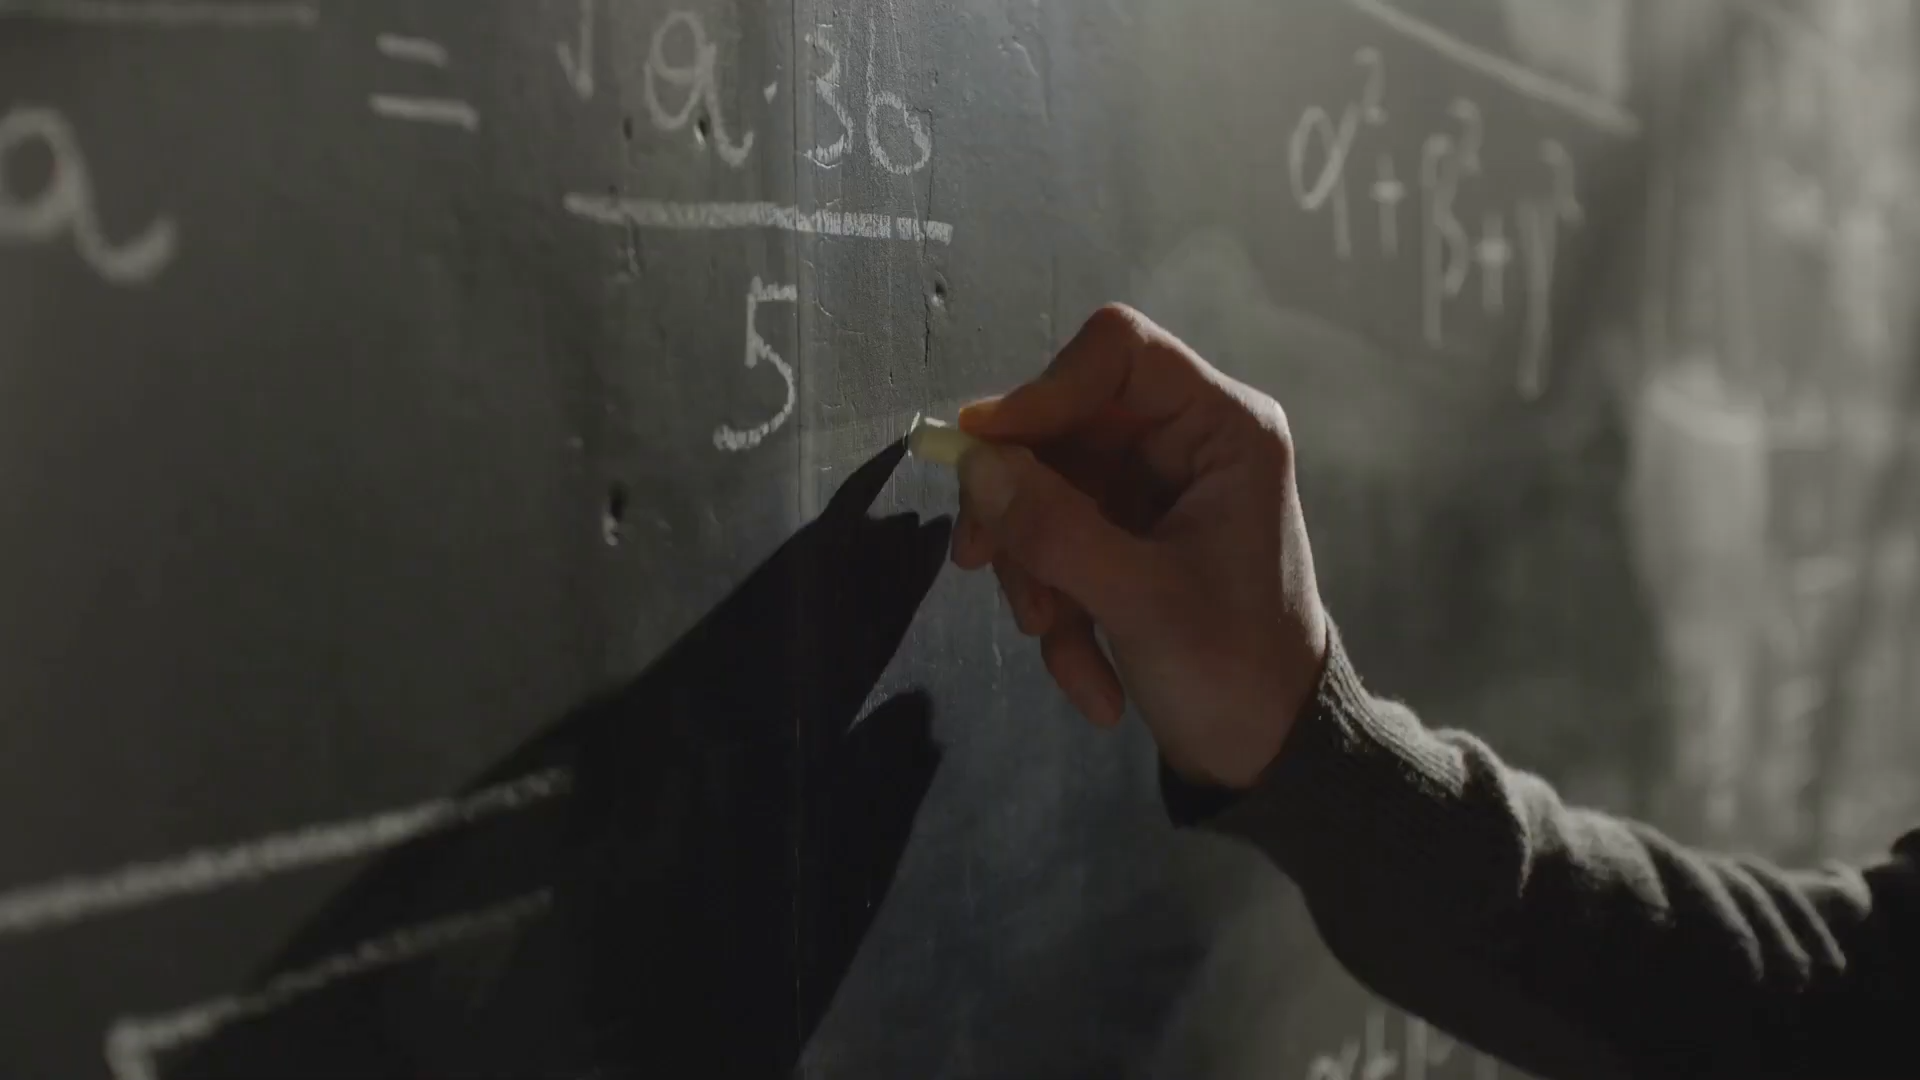 a = √a·36
5
α² + β² + γ²